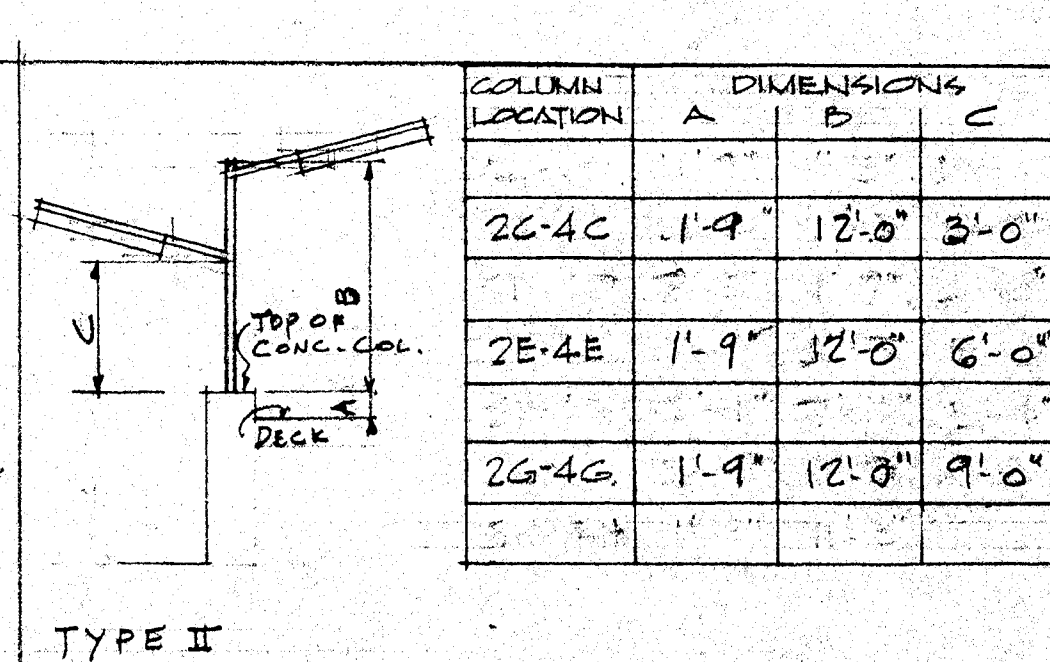 COLUMN LOCATION DIMENSIONS
A B C
2C-4C 1'-9" 12'-0" 3'-0"
2E-4E 1'-9" 12'-0" 6'-0"
2G-4G. 1'-9" 12'-0" 9'-0"
C
B
TOP OF
CONC. COL.
A
DECK
TYPE II